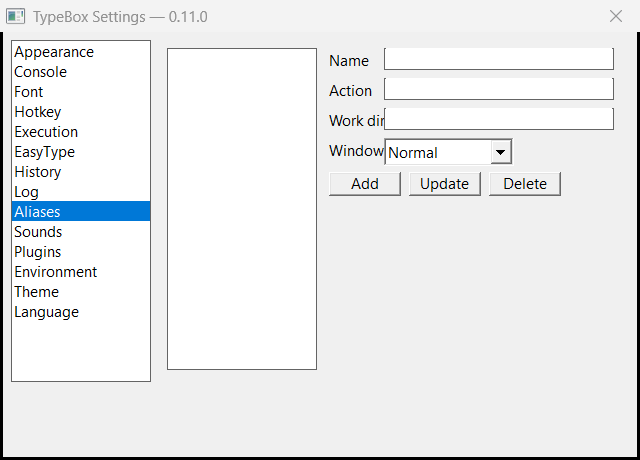 TypeBox Settings — 0.11.0
Appearance
Console
Font
Hotkey
Execution
EasyType
History
Log
Aliases
Sounds
Plugins
Environment
Theme
Language
Name
Action
Work dir
Window Normal
Add Update Delete